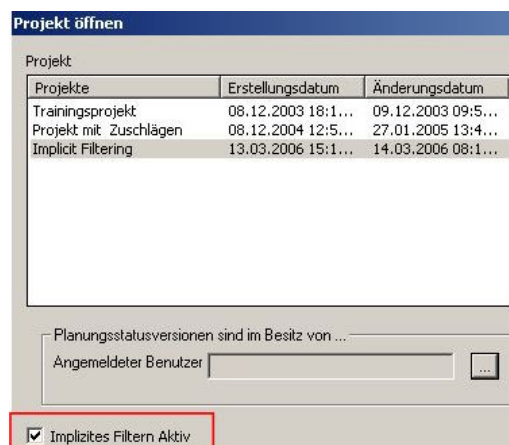 Projekt öffnen
Projekt
Projekte Erstellungsdatum Änderungsdatum
Trainingsprojekt 08.12.2003 18:1... 09.12.2003 09:5...
Projekt mit Zuschlägen 08.12.2004 12:5... 27.01.2005 13:4...
Implicit Filtering 13.03.2006 15:1... 14.03.2006 08:1...
Planungsstatusversionen sind im Besitz von ...
Angemeldeter Benutzer ...
Implizites Filtern Aktiv